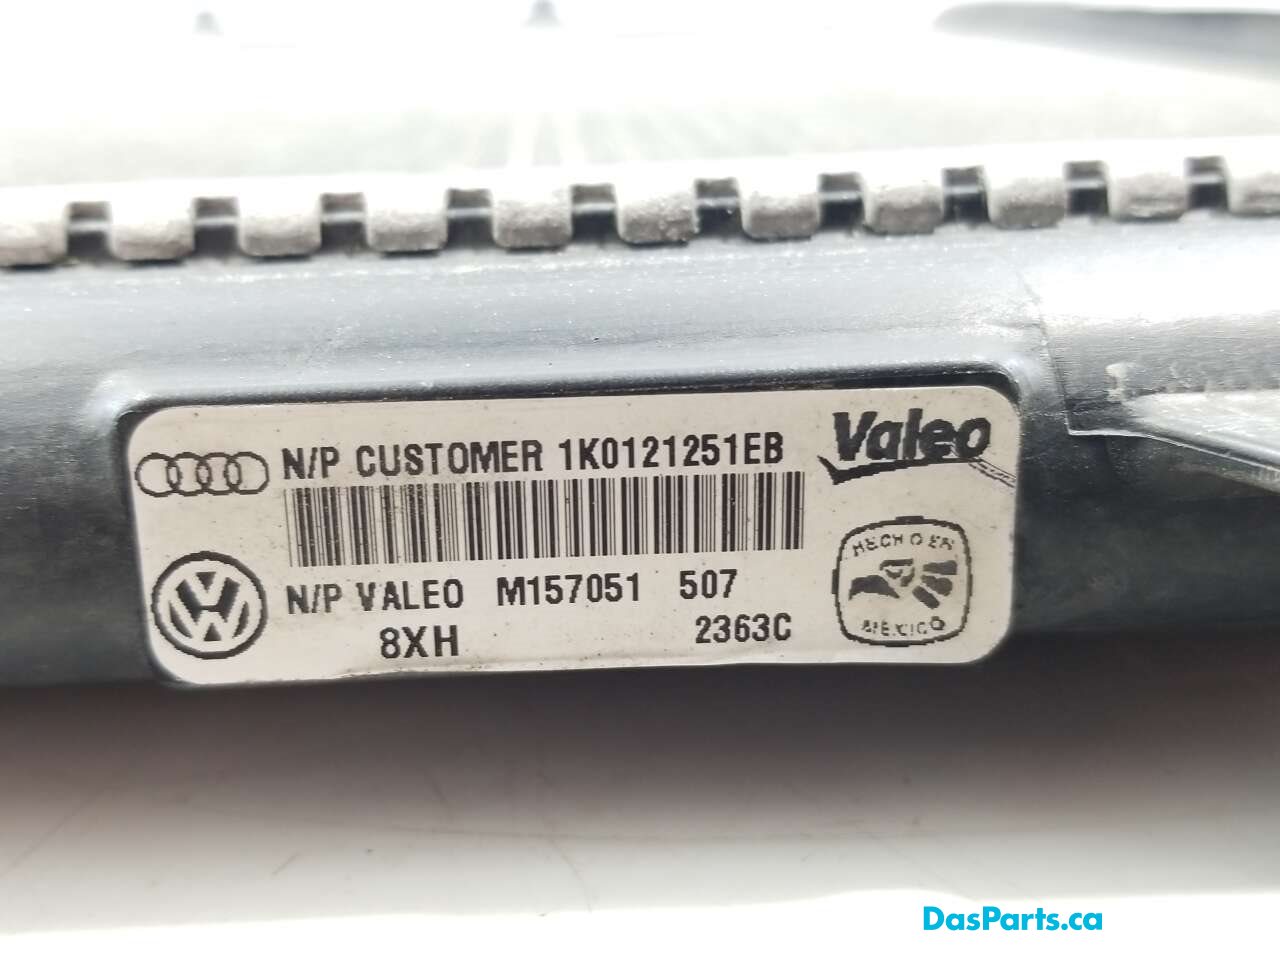 N/P CUSTOMER 1K0121251EB
Valeo
N/P VALEO M157051 507
8XH 2363C
HECHO EN
MEXICO
DasParts.ca